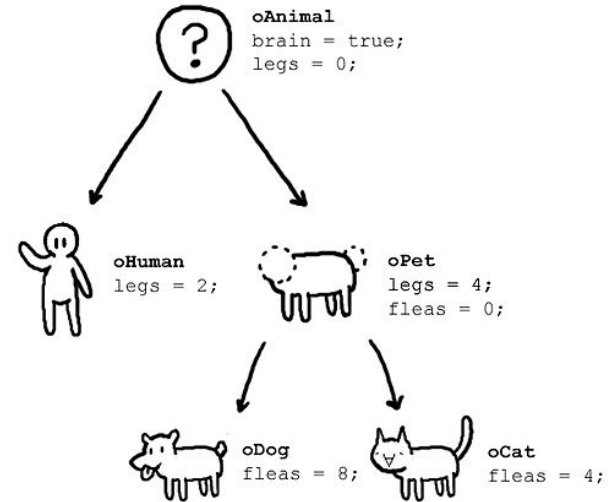 ?
oAnimal
brain = true;
legs = 0;
oHuman
legs = 2;
oPet
legs = 4;
fleas = 0;
oDog
fleas = 8;
oCat
fleas = 4;